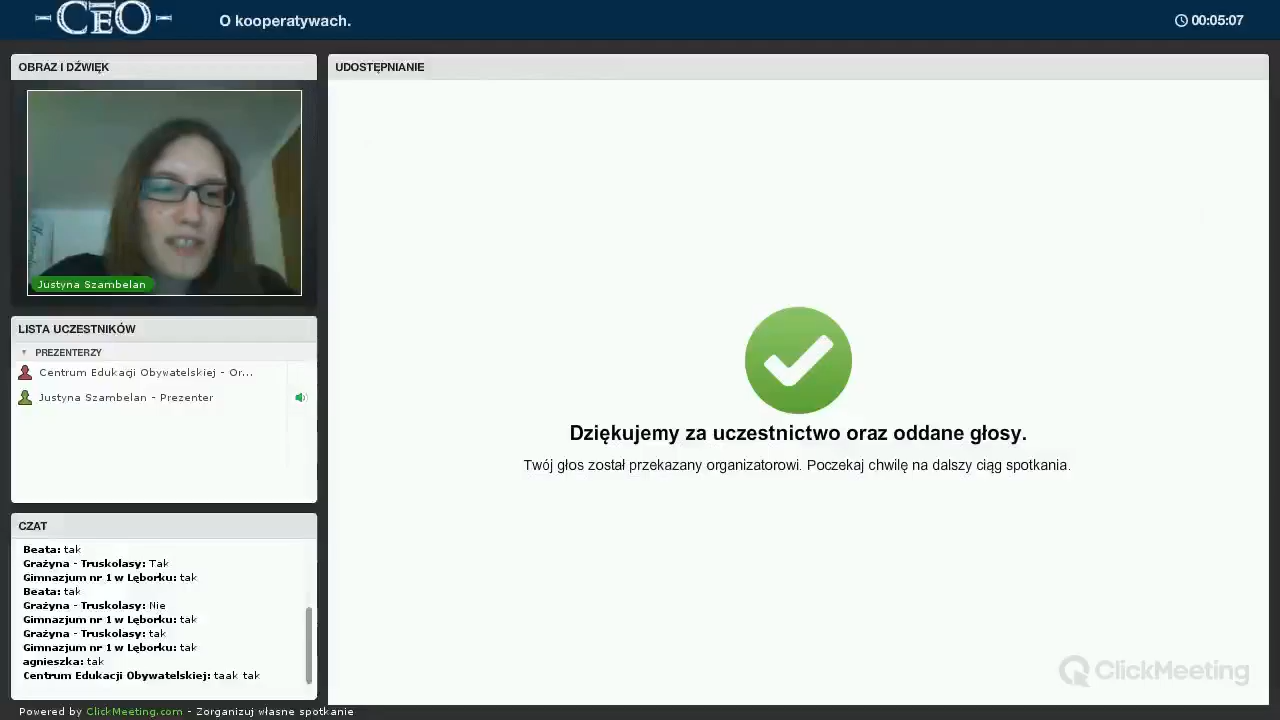 CEO
O kooperatywach.
00:05:07
OBRAZ I DŹWIĘK
Justyna Szambelan
LISTA UCZESTNIKÓW
PREZENTERZY
Centrum Edukacji Obywatelskiej - Or...
Justyna Szambelan - Prezenter
CZAT
Beata: tak
Grażyna - Truskolasy: Tak
Gimnazjum nr 1 w Lęborku: tak
Beata: tak
Grażyna - Truskolasy: Nie
Gimnazjum nr 1 w Lęborku: tak
Grażyna - Truskolasy: tak
Gimnazjum nr 1 w Lęborku: tak
agnieszka: tak
Centrum Edukacji Obywatelskiej: taak tak
UDOSTĘPNIANIE
Dziękujemy za uczestnictwo oraz oddane głosy.
Twój głos został przekazany organizatorowi. Poczekaj chwilę na dalszy ciąg spotkania.
ClickMeeting
Powered by ClickMeeting.com - Zorganizuj własne spotkanie